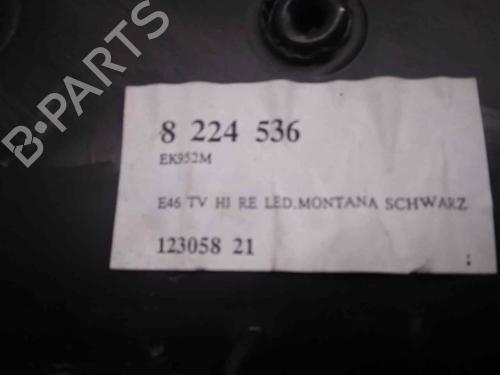 B-PARTS
8 224 536
EK952M
E46 TV HI RE LED.MONTANA SCHWARZ
123058 21